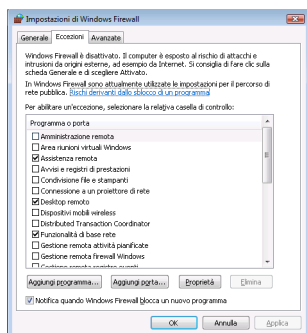 Impostazioni di Windows Firewall
Generale Eccezioni Avanzate
Windows Firewall è disattivato. Il computer è esposto al rischio di attacchi e
intrusioni da origini esterne, ad esempio da Internet. Si consiglia di fare clic sulla
scheda Generale e di scegliere Attivato.
In Windows Firewall sono attualmente utilizzate le impostazioni per il percorso di
rete pubblica. Rischi derivanti dallo sblocco di un programma
Per abilitare un'eccezione, selezionare la relativa casella di controllo:
Programma o porta
Amministrazione remota
Area riunioni virtuali Windows
Assistenza remota
Avvisi e registri di prestazioni
Condivisione file e stampanti
Connessione a un proiettore di rete
Desktop remoto
Dispositivi mobili wireless
Distributed Transaction Coordinator
Funzionalità di base rete
Gestione remota attività pianificate
Gestione remota firewall Windows
Gestione remota registro eventi
Aggiungi programma... Aggiungi porta... Proprietà Elimina
Notifica quando Windows Firewall blocca un nuovo programma
OK Annulla Applica